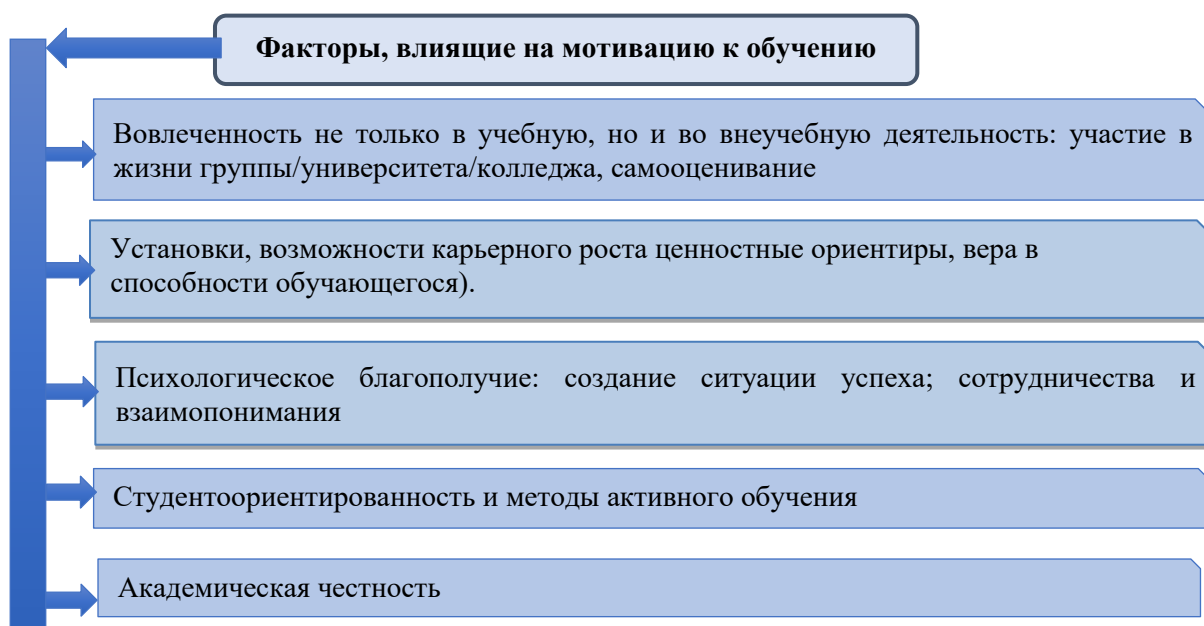 Факторы, влияющие на мотивацию к обучению
Вовлеченность не только в учебную, но и во внеучебную деятельность: участие в
жизни группы/университета/колледжа, самооценивание
Установки, возможности карьерного роста ценностные ориентиры, вера в
способности обучающегося).
Психологическое благополучие: создание ситуации успеха; сотрудничества и
взаимопонимания
Студентоориентированность и методы активного обучения
Академическая честность